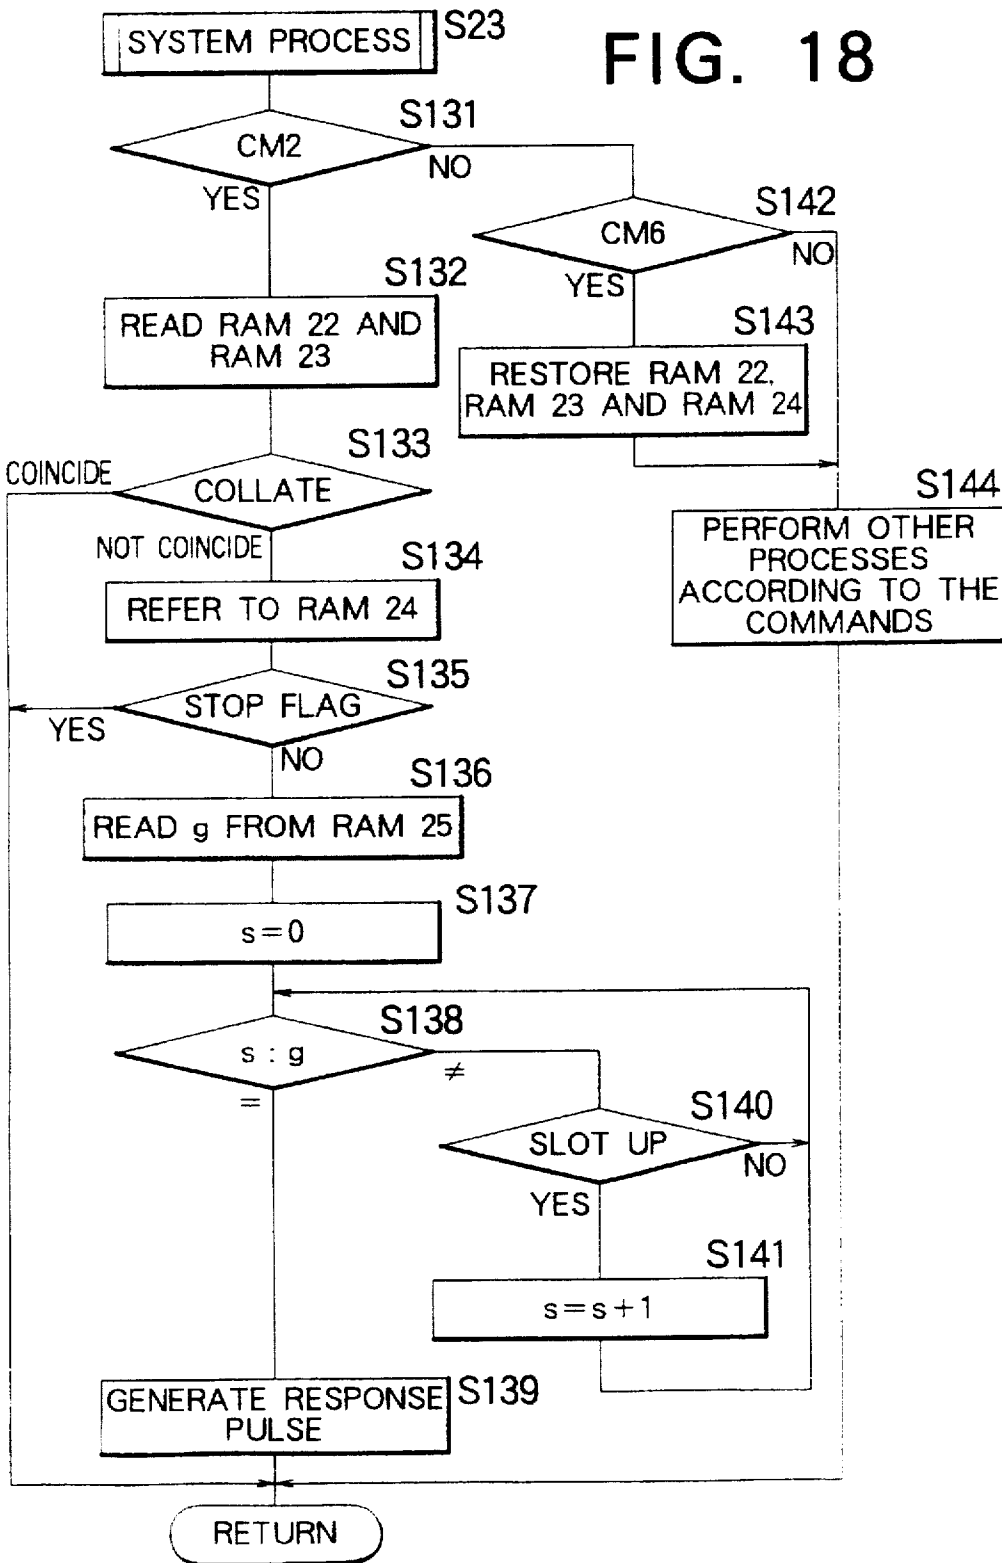 SYSTEM PROCESS
S23
FIG. 18
S131
CM2
NO
YES
S142
CM6
NO
YES
S132
READ RAM 22 AND
RAM 23
S143
RESTORE RAM 22,
RAM 23 AND RAM 24
S133
COINCIDE
COLLATE
NOT COINCIDE
S144
PERFORM OTHER
PROCESSES
ACCORDING TO THE
COMMANDS
S134
REFER TO RAM 24
S135
STOP FLAG
YES
NO
S136
READ g FROM RAM 25
S137
s=0
S138
s : g
≠
=
S140
SLOT UP
NO
YES
S141
s=s+1
S139
GENERATE RESPONSE
PULSE
RETURN